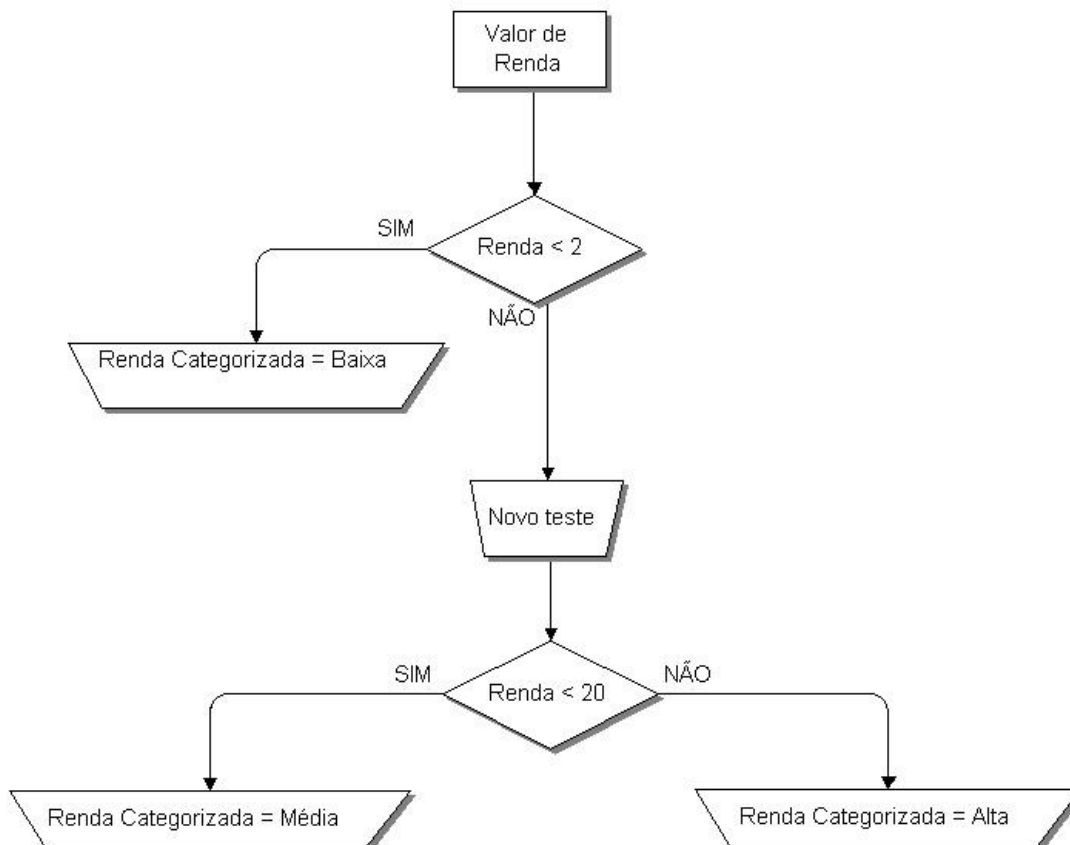 Valor de
Renda
SIM
Renda < 2
NÃO
Renda Categorizada = Baixa
Novo teste
SIM
Renda < 20
NÃO
Renda Categorizada = Média
Renda Categorizada = Alta